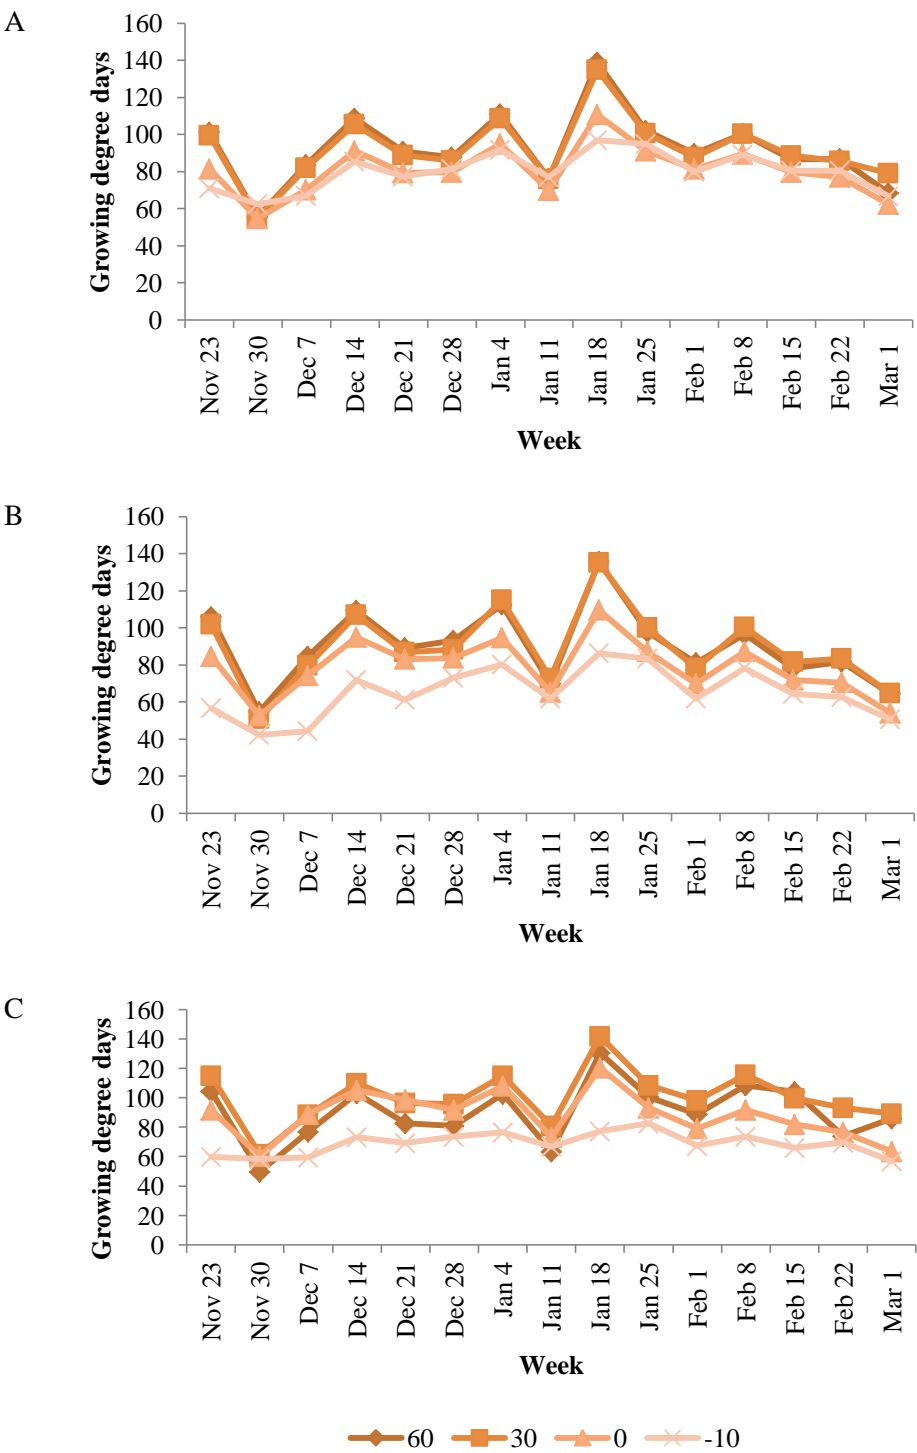 A
Growing degree days
160
140
120
100
80
60
40
20
0
Nov 23
Nov 30
Dec 7
Dec 14
Dec 21
Dec 28
Jan 4
Jan 11
Jan 18
Jan 25
Feb 1
Feb 8
Feb 15
Feb 22
Mar 1
Week
B
Growing degree days
160
140
120
100
80
60
40
20
0
Nov 23
Nov 30
Dec 7
Dec 14
Dec 21
Dec 28
Jan 4
Jan 11
Jan 18
Jan 25
Feb 1
Feb 8
Feb 15
Feb 22
Mar 1
Week
C
Growing degree days
160
140
120
100
80
60
40
20
0
Nov 23
Nov 30
Dec 7
Dec 14
Dec 21
Dec 28
Jan 4
Jan 11
Jan 18
Jan 25
Feb 1
Feb 8
Feb 15
Feb 22
Mar 1
Week
60 30 0 -10